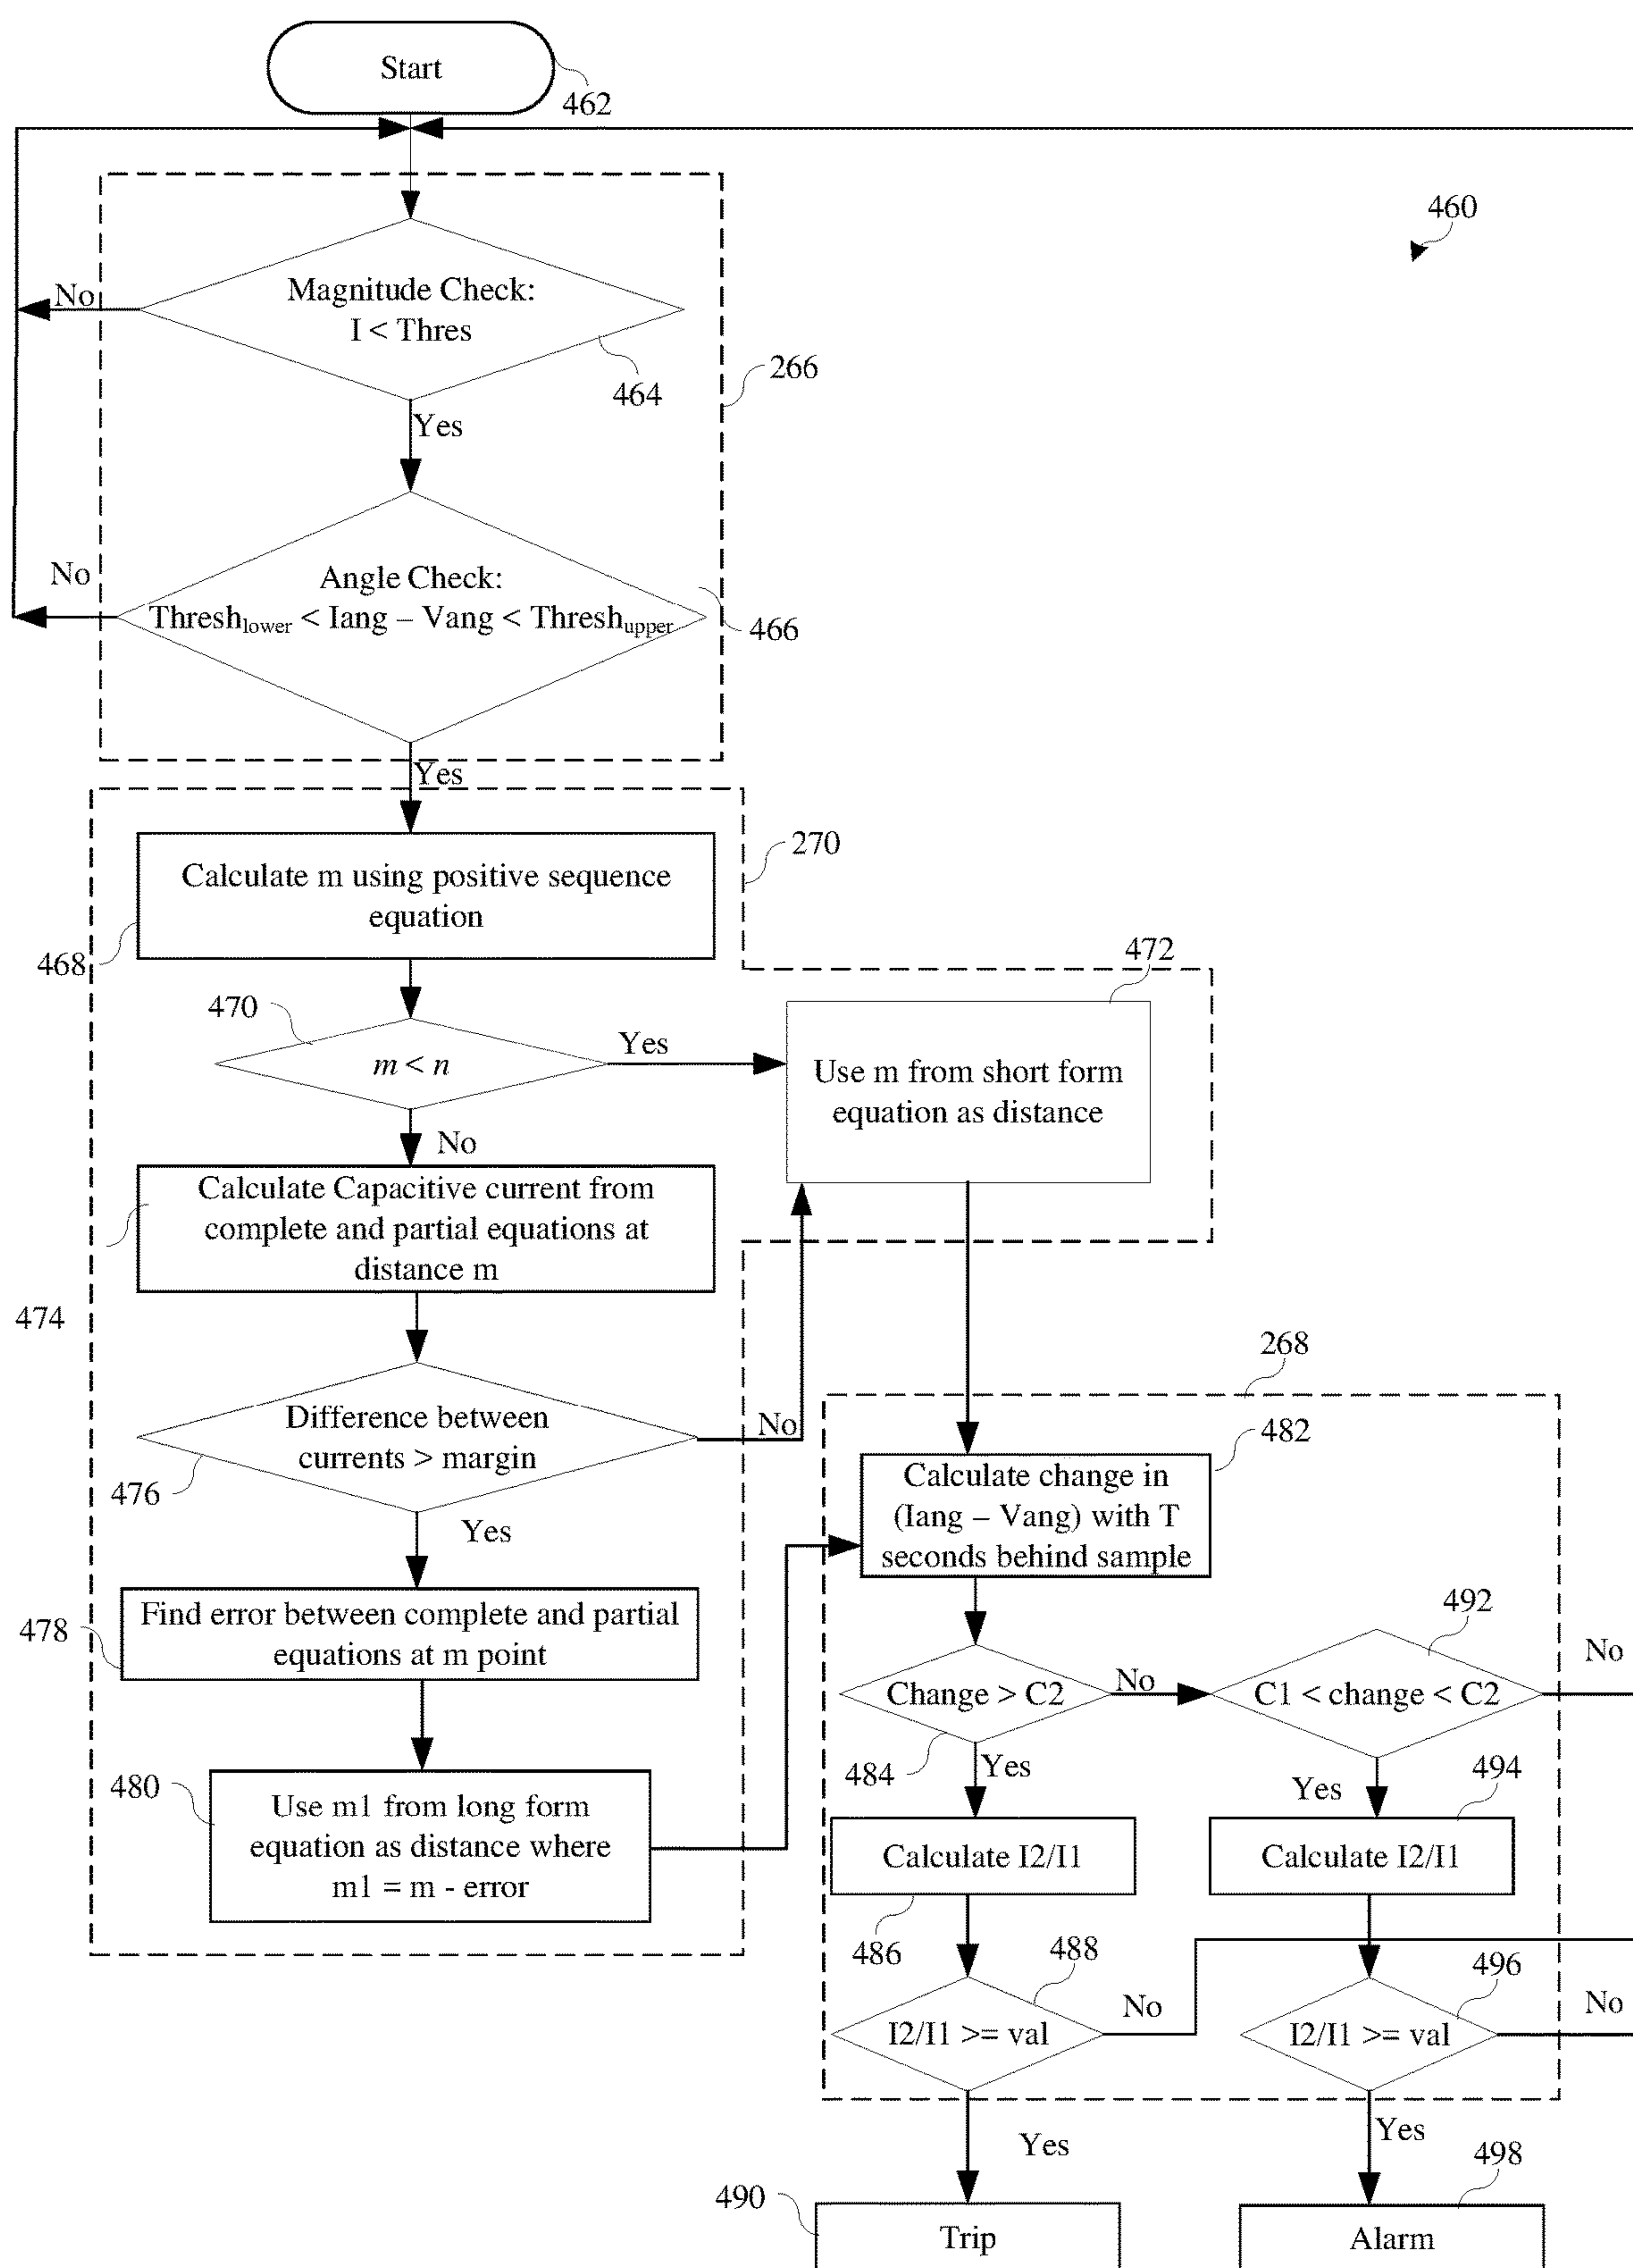 Start
462
460
Magnitude Check:
I < Thres
No
464
266
Yes
No
Angle Check:
Thresh_lower < Iang – Vang < Thresh_upper
466
Yes
270
Calculate m using positive sequence
equation
468
472
470
m < n
Yes
Use m from short form
equation as distance
No
Calculate Capacitive current from
complete and partial equations at
distance m
474
268
Difference between
currents > margin
No
476
482
Calculate change in
(Iang – Vang) with T
seconds behind sample
Yes
Find error between complete and partial
equations at m point
478
492
No
Change > C2
No
C1 < change < C2
484
Yes
Yes
494
480
Use m1 from long form
equation as distance where
m1 = m - error
Calculate I2/I1
Calculate I2/I1
486
488
496
I2/I1 >= val
No
I2/I1 >= val
No
Yes
Yes
490
498
Trip
Alarm